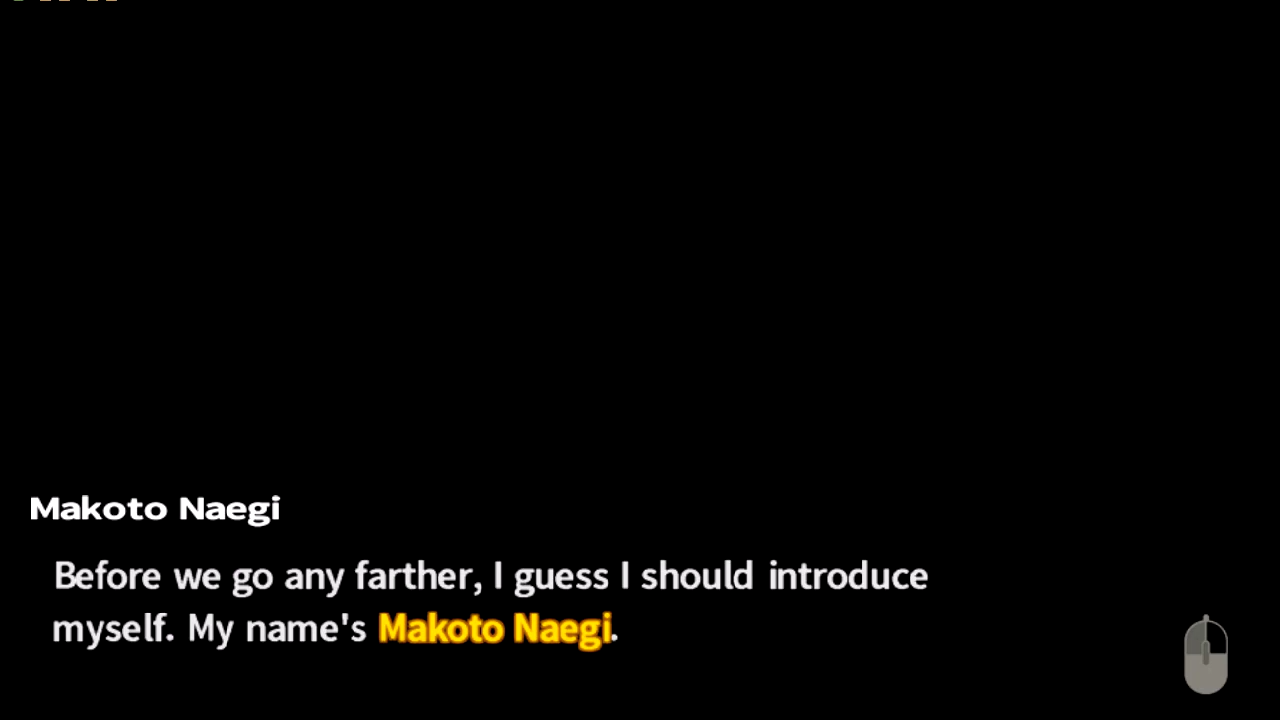 Makoto Naegi
Before we go any farther, I guess I should introduce
myself. My name's Makoto Naegi.